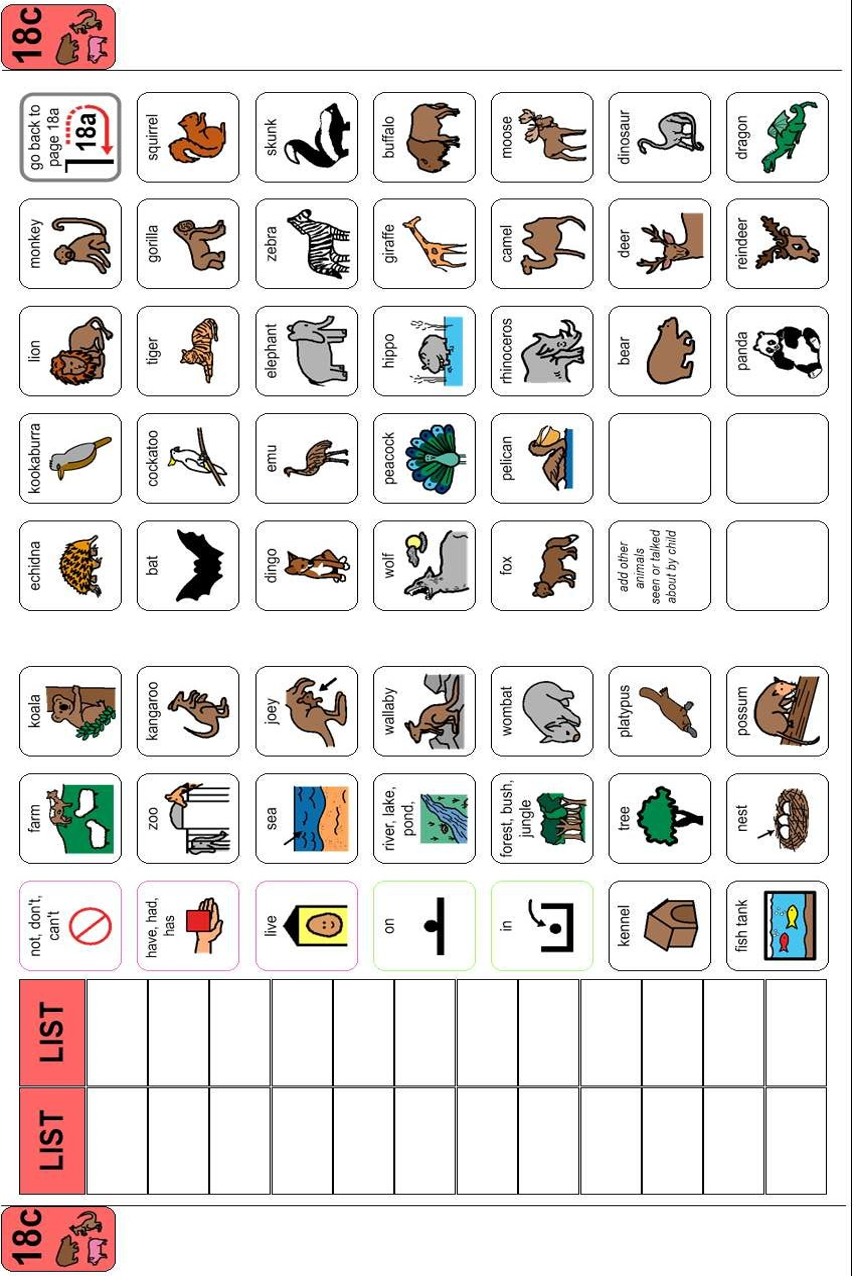 18c
LIST
LIST
not, don't,
can't
farm
koala
echidna
kookaburra
lion
monkey
go back to
page 18a
18a
18c
have, had,
has
zoo
kangaroo
bat
cockatoo
tiger
gorilla
squirrel
live
sea
joey
dingo
emu
elephant
zebra
skunk
on
river, lake,
pond,
wallaby
wolf
peacock
hippo
giraffe
buffalo
in
forest, bush,
jungle
wombat
fox
pelican
rhinoceros
camel
moose
kennel
tree
platypus
add other
animals
seen or talked
about by child
bear
deer
dinosaur
fish tank
nest
possum
panda
reindeer
dragon